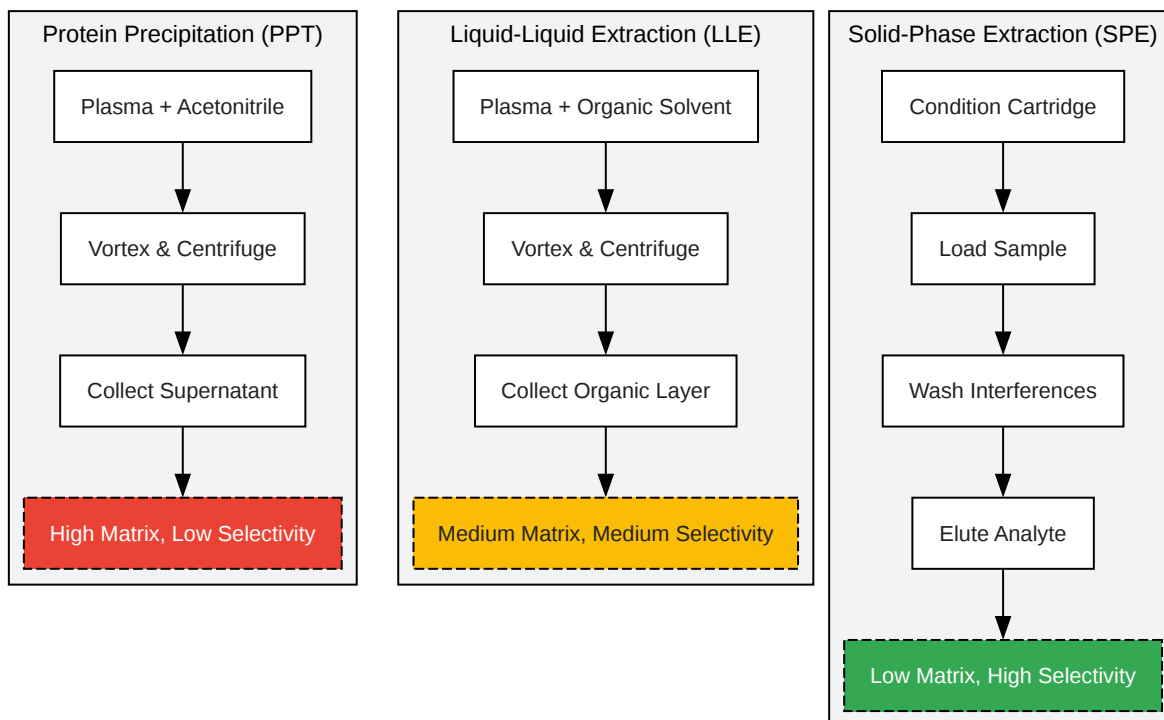 Protein Precipitation (PPT)
Plasma + Acetonitrile
Vortex & Centrifuge
Collect Supernatant
High Matrix, Low Selectivity
Liquid-Liquid Extraction (LLE)
Plasma + Organic Solvent
Vortex & Centrifuge
Collect Organic Layer
Medium Matrix, Medium Selectivity
Solid-Phase Extraction (SPE)
Condition Cartridge
Load Sample
Wash Interferences
Elute Analyte
Low Matrix, High Selectivity